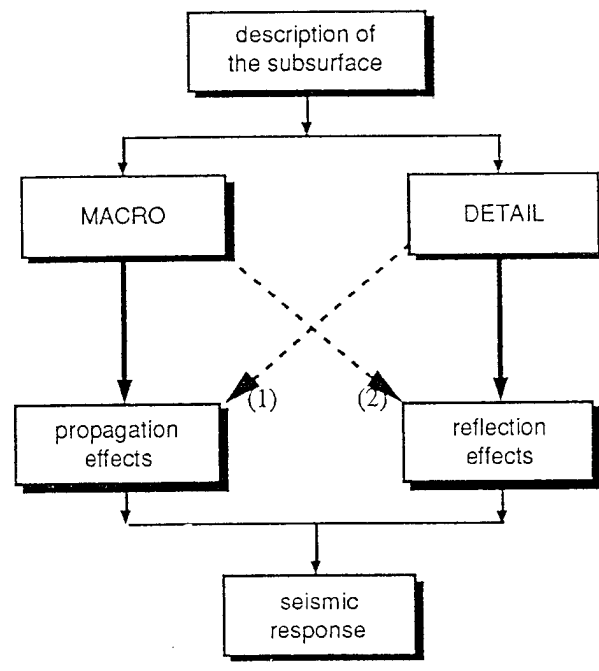 description of
the subsurface
MACRO
DETAIL
(1)
(2)
propagation
effects
reflection
effects
seismic
response